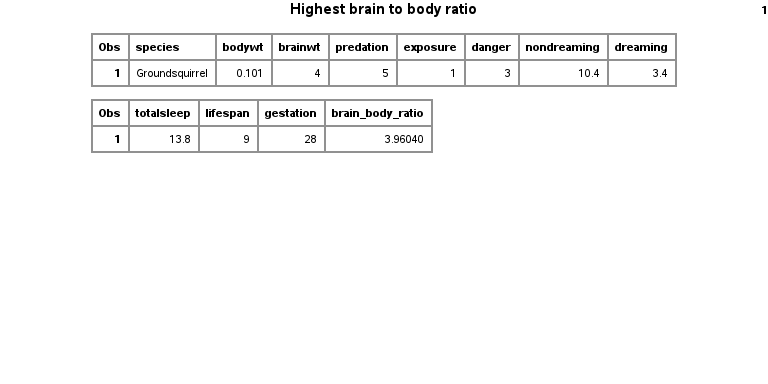 Highest brain to body ratio 1
Obs species bodywt brainwt predation exposure danger nondreaming dreaming
1 Groundsquirrel 0.101 4 5 1 3 10.4 3.4
Obs totalsleep lifespan gestation brain_body_ratio
1 13.8 9 28 3.96040